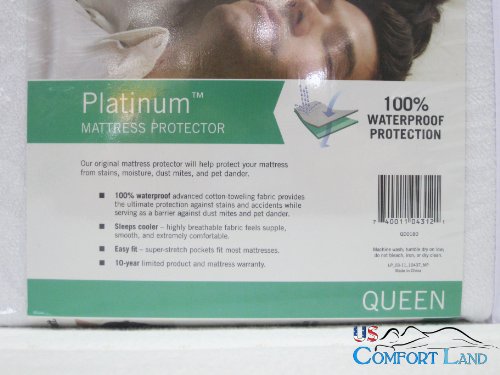 Platinum™
MATTRESS PROTECTOR
100%
WATERPROOF
PROTECTION
Our original mattress protector will help protect your mattress
from stains, moisture, dust mites, and pet dander.
■ 100% waterproof advanced cotton-toweling fabric provides
the ultimate protection against stains and accidents while
serving as a barrier against dust mites and pet dander.
■ Sleeps cooler – highly breathable fabric feels supple,
smooth, and extremely comfortable.
■ Easy fit – super-stretch pockets fit most mattresses.
■ 10-year limited product and mattress warranty.
7 40011 04312 1
Machine wash, tumble dry on low,
do not bleach, iron, or dry clean.
Made in China
QUEEN
US
COMFORT LAND